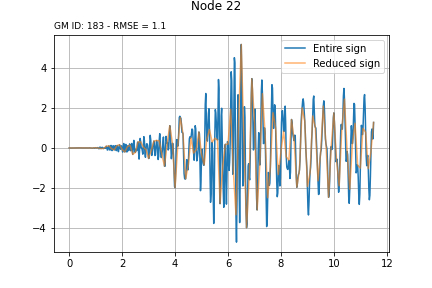 Node 22
GM ID: 183 - RMSE = 1.1
Entire sign
Reduced sign
4
2
0
−2
−4
0 2 4 6 8 10 12